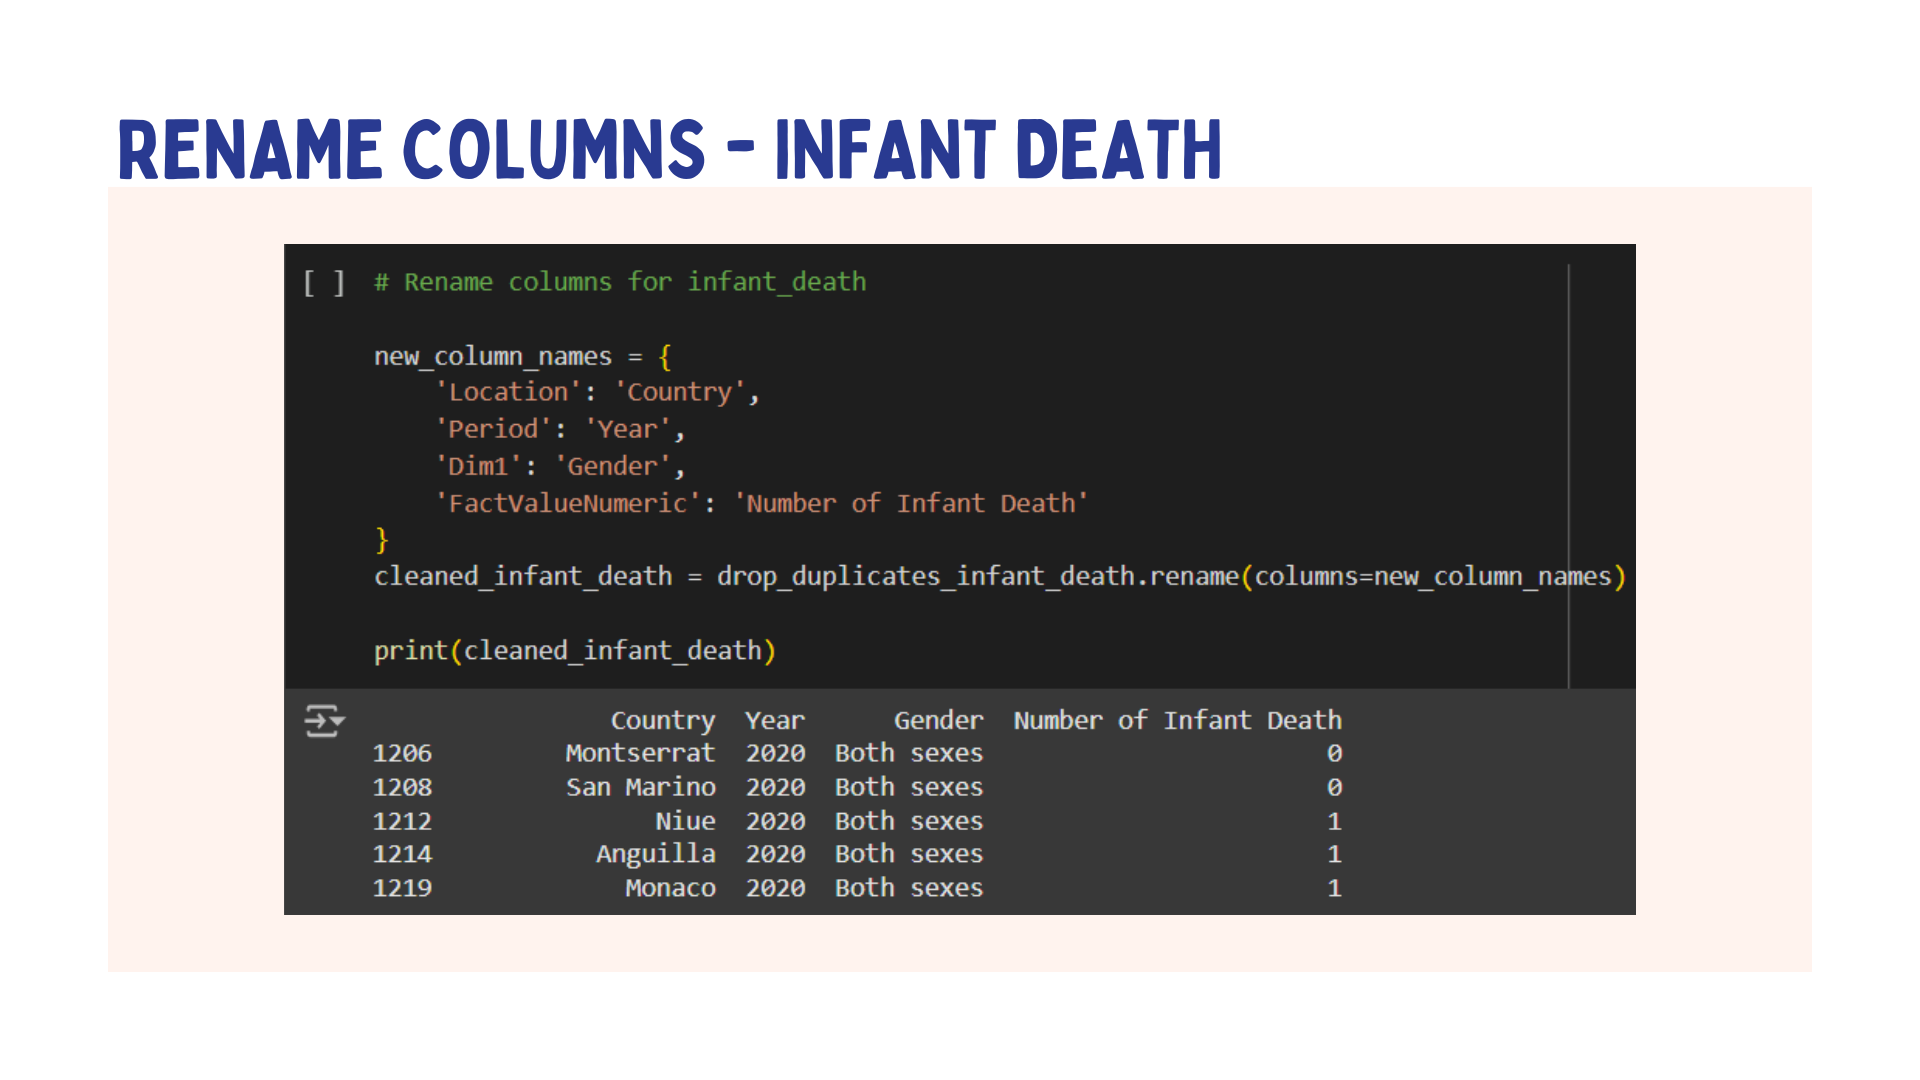 RENAME COLUMNS - INFANT DEATH
[ ] # Rename columns for infant_death
new_column_names = {
    'Location': 'Country',
    'Period': 'Year',
    'Dim1': 'Gender',
    'FactValueNumeric': 'Number of Infant Death'
}
cleaned_infant_death = drop_duplicates_infant_death.rename(columns=new_column_names)
print(cleaned_infant_death)
Country Year Gender Number of Infant Death
1206 Montserrat 2020 Both sexes 0
1208 San Marino 2020 Both sexes 0
1212 Niue 2020 Both sexes 1
1214 Anguilla 2020 Both sexes 1
1219 Monaco 2020 Both sexes 1